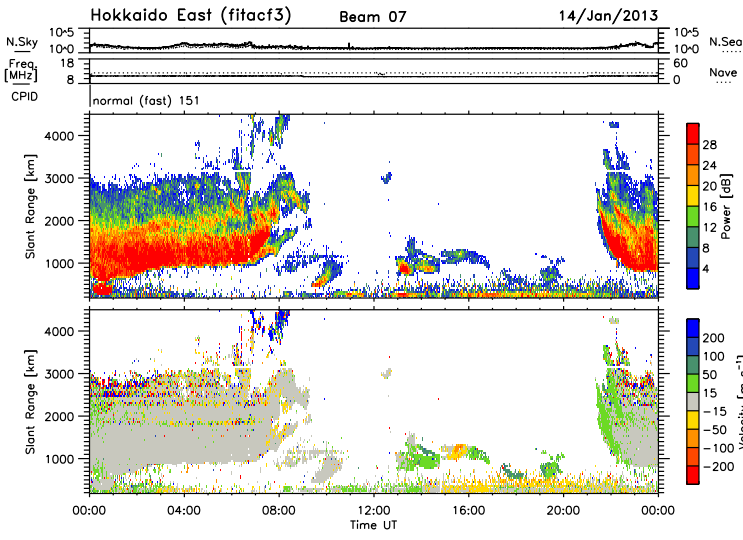 Hokkaido East (fitacf3) Beam 07 14/Jan/2013
N.Sky 10^5 10^0 10^5 10^0 N.Sea
Freq. [MHz] 18 8 60 0 Nave
CPID normal (fast) 151
Slant Range [km] 4000 3000 2000 1000
Power [dB] 28 24 20 16 12 8 4
Slant Range [km] 4000 3000 2000 1000
Velocity [m s^-1] 200 100 50 15 -15 -50 -100 -200
00:00 04:00 08:00 12:00 16:00 20:00 00:00
Time UT